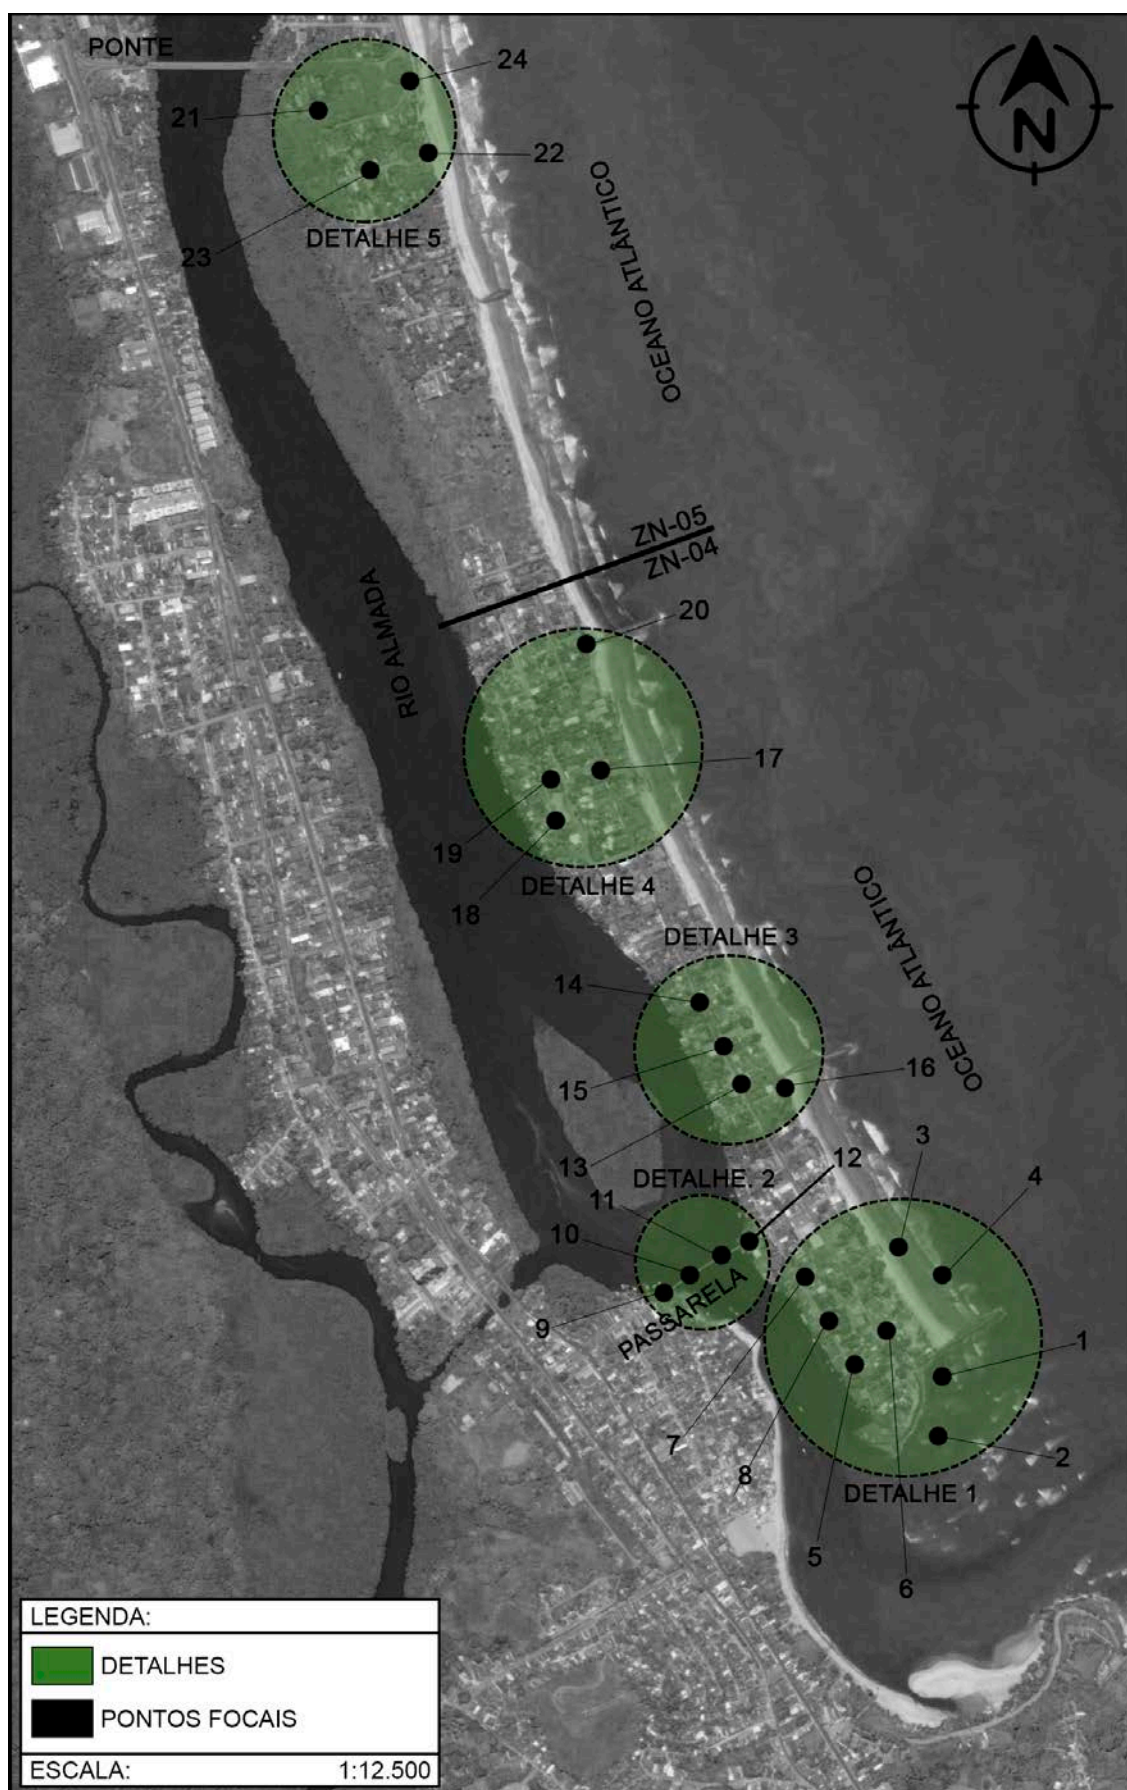 PONTE
24
21
22
23
DETALHE 5
N
OCEANO ATLÂNTICO
ZN-05
ZN-04
RIO ALMADA
20
17
19
18
DETALHE 4
OCEANO ATLÂNTICO
DETALHE 3
14
15
16
13
12
3
DETALHE. 2
4
11
10
PASSARELA
9
1
7
2
8
DETALHE 1
5
6
LEGENDA:
DETALHES
PONTOS FOCAIS
ESCALA: 1:12.500